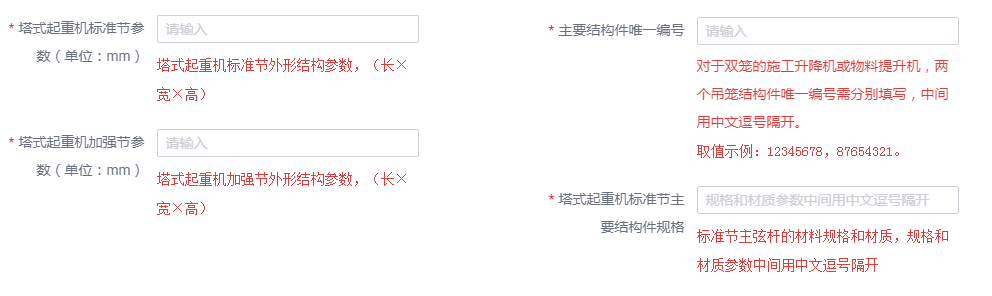 * 塔式起重机标准节参
数（单位：mm）
请输入
塔式起重机标准节外形结构参数，（长×
宽×高）
* 塔式起重机加强节参
数（单位：mm）
请输入
塔式起重机加强节外形结构参数，（长×
宽×高）
* 主要结构件唯一编号
请输入
对于双笼的施工升降机或物料提升机，两
个吊笼结构件唯一编号需分别填写，中间
用中文逗号隔开。
取值示例：12345678，87654321。
* 塔式起重机标准节主
要结构件规格
规格和材质参数中间用中文逗号隔开
标准节主弦杆的材料规格和材质，规格和
材质参数中间用中文逗号隔开